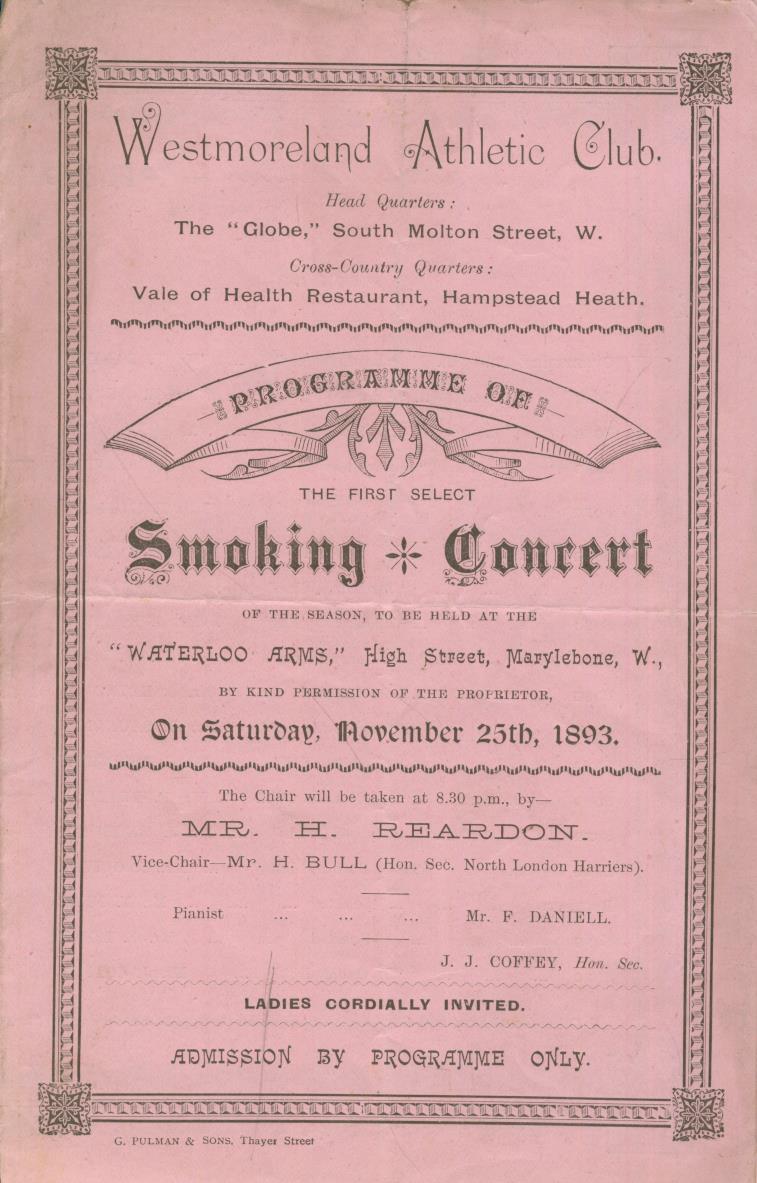 Westmoreland Athletic Club.
Head Quarters:
The "Globe," South Molton Street, W.
Cross-Country Quarters:
Vale of Health Restaurant, Hampstead Heath.
PROGRAMME OF
THE FIRST SELECT
Smoking Concert
OF THE SEASON, TO BE HELD AT THE
"WATERLOO ARMS," High Street, Marylebone, W.,
BY KIND PERMISSION OF THE PROPRIETOR,
On Saturday, November 25th, 1893.
The Chair will be taken at 8.30 p.m., by—
MR. H. REARDON.
Vice-Chair—Mr. H. BULL (Hon. Sec. North London Harriers).
Pianist ... ... ... Mr. F. DANIELL.
J. J. COFFEY, Hon. Sec.
LADIES CORDIALLY INVITED.
ADMISSION BY PROGRAMME ONLY.
G. PULMAN & SONS, Thayer Street